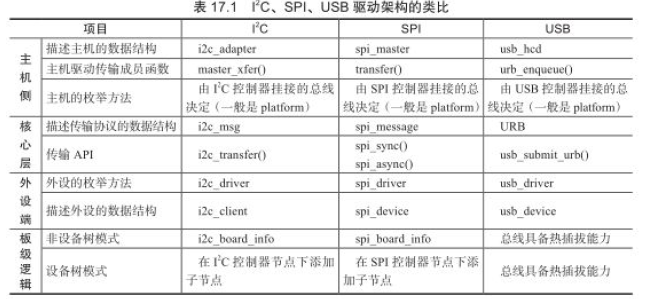 表 17.1 I²C、SPI、USB 驱动架构的类比
项目 I²C SPI USB
主机侧 描述主机的数据结构 i2c_adapter spi_master usb_hcd
主机驱动传输成员函数 master_xfer() transfer() urb_enqueue()
主机的枚举方法 由 I²C 控制器挂接的总线决定（一般是 platform） 由 SPI 控制器挂接的总线决定（一般是 platform） 由 USB 控制器挂接的总线决定（一般是 platform）
核心层 描述传输协议的数据结构 i2c_msg spi_message URB
传输 API i2c_transfer() spi_sync() spi_async() usb_submit_urb()
外设端 外设的枚举方法 i2c_driver spi_driver usb_driver
描述外设的数据结构 i2c_client spi_device usb_device
板级逻辑 非设备树模式 i2c_board_info spi_board_info 总线具备热插拔能力
设备树模式 在 I²C 控制器节点下添加子节点 在 SPI 控制器节点下添加子节点 总线具备热插拔能力